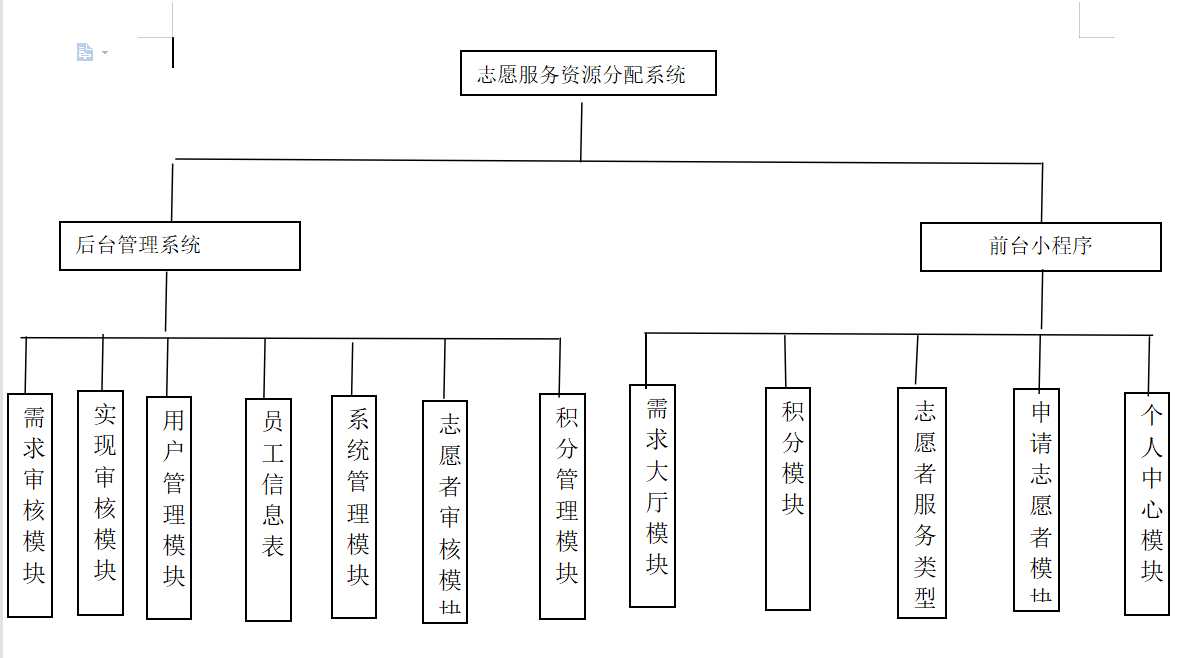 志愿服务资源分配系统
后台管理系统
前台小程序
需求审核模块
实现审核模块
用户管理模块
员工信息表
系统管理模块
志愿者审核模块
积分管理模块
需求大厅模块
积分模块
志愿者服务类型
申请志愿者模块
个人中心模块